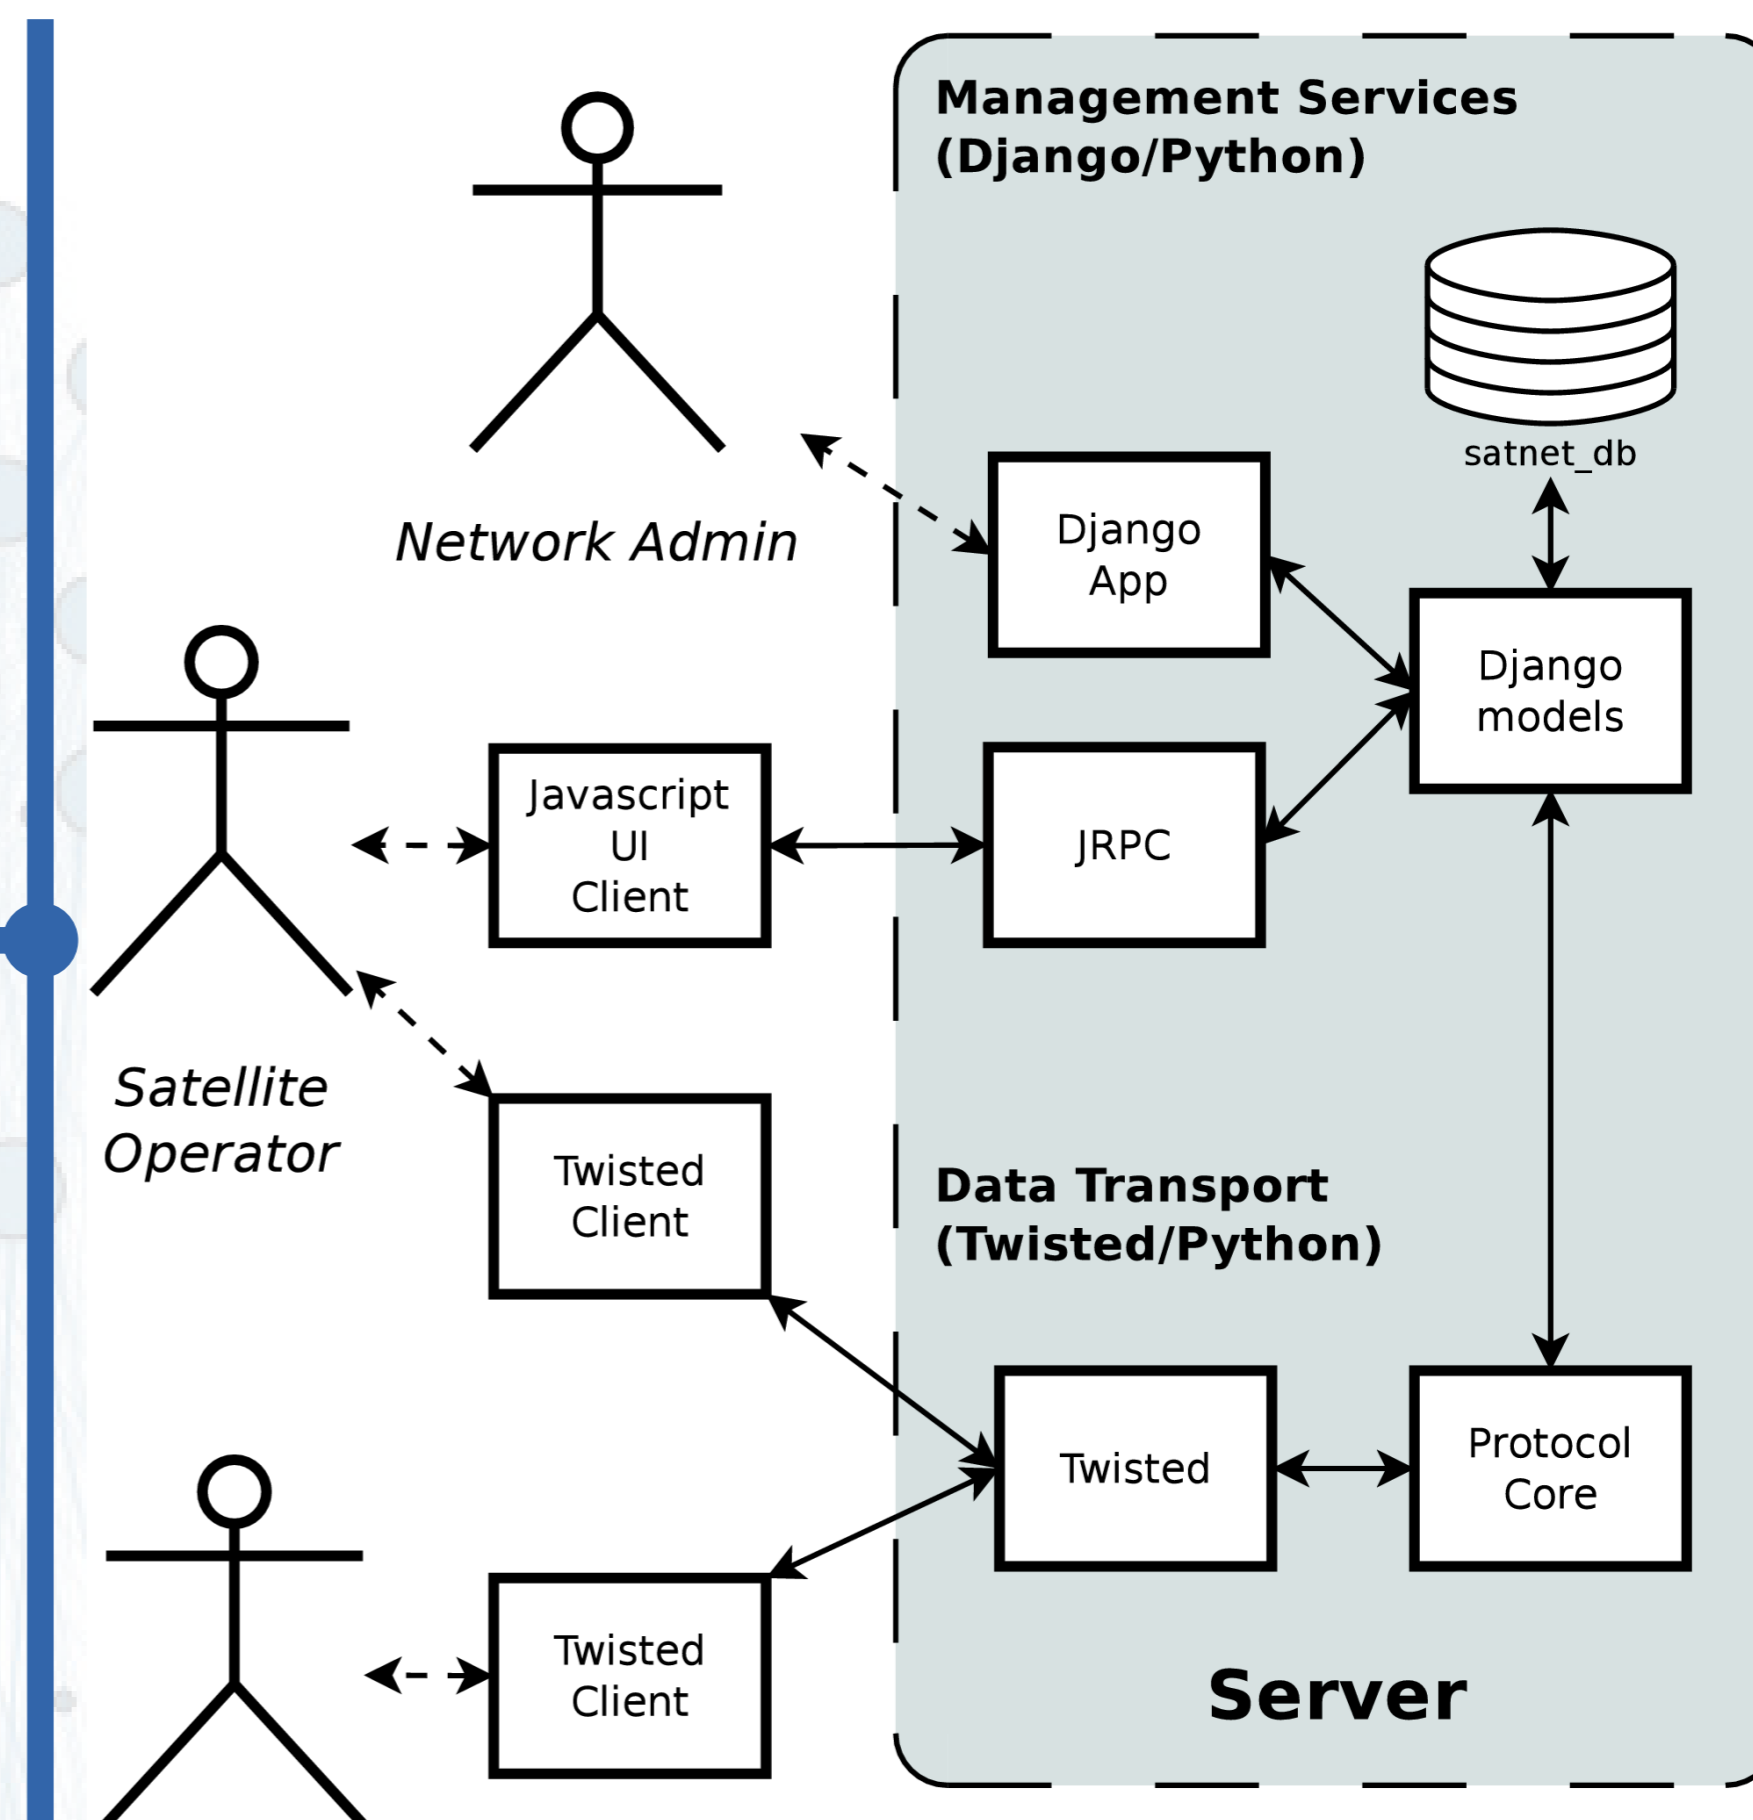 Management Services
(Django/Python)
satnet_db
Network Admin
Django
App
Django
models
Javascript
UI
Client
JRPC
Satellite
Operator
Twisted
Client
Data Transport
(Twisted/Python)
Twisted
Protocol
Core
Twisted
Client
Server